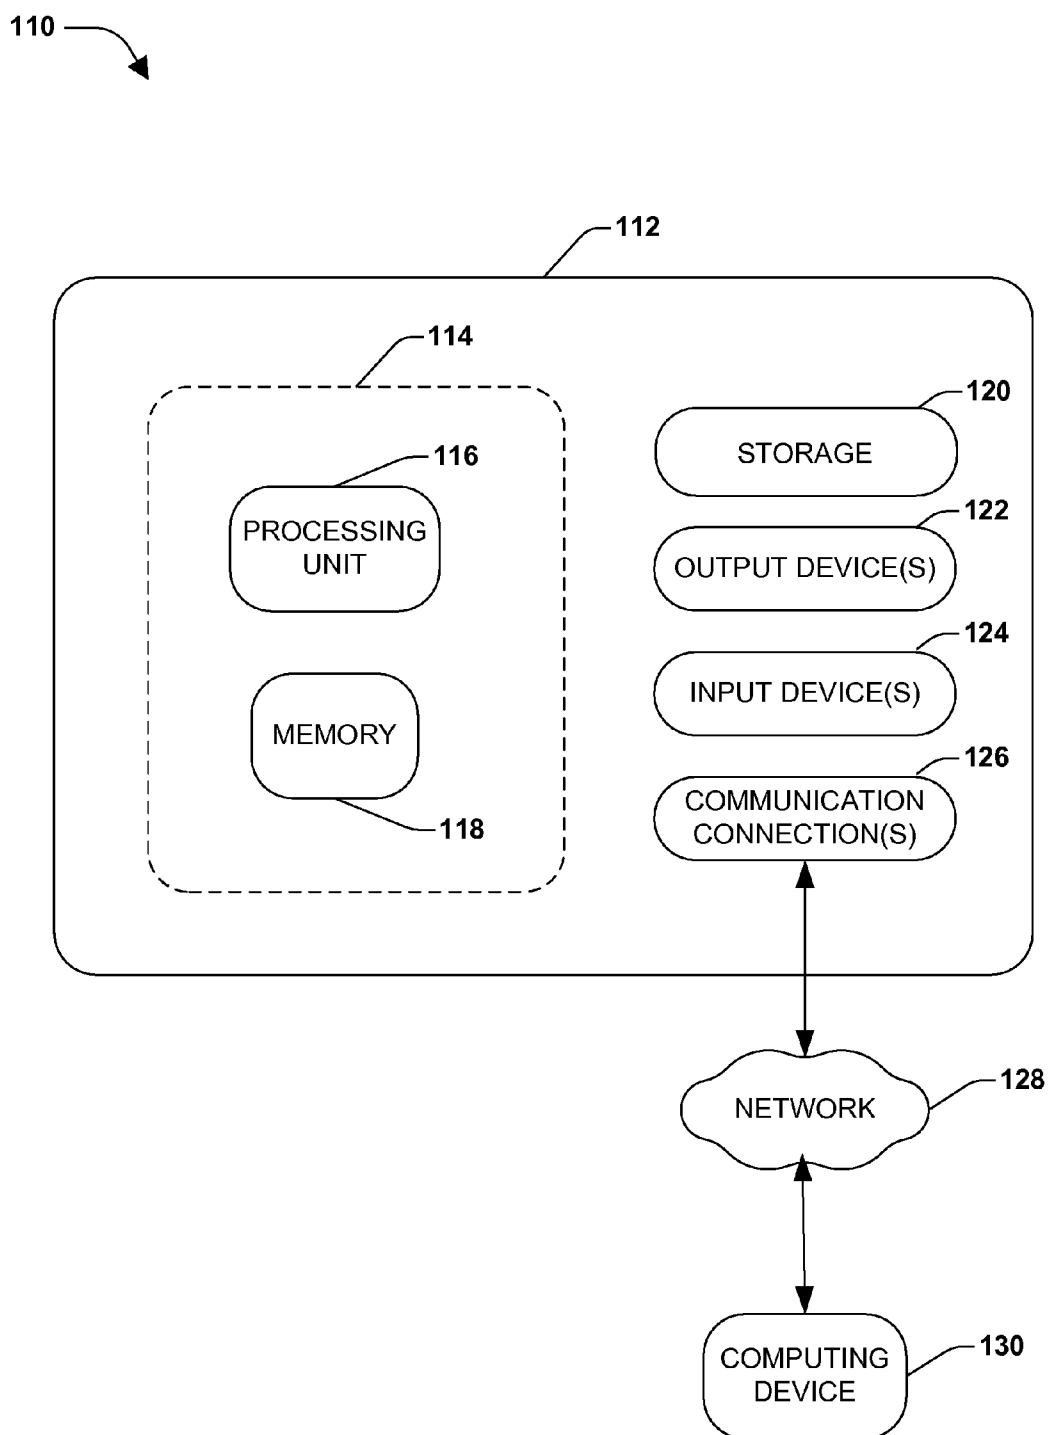 110
112
114
120
116
STORAGE
PROCESSING
UNIT
122
OUTPUT DEVICE(S)
124
INPUT DEVICE(S)
MEMORY
118
126
COMMUNICATION
CONNECTION(S)
128
NETWORK
130
COMPUTING
DEVICE